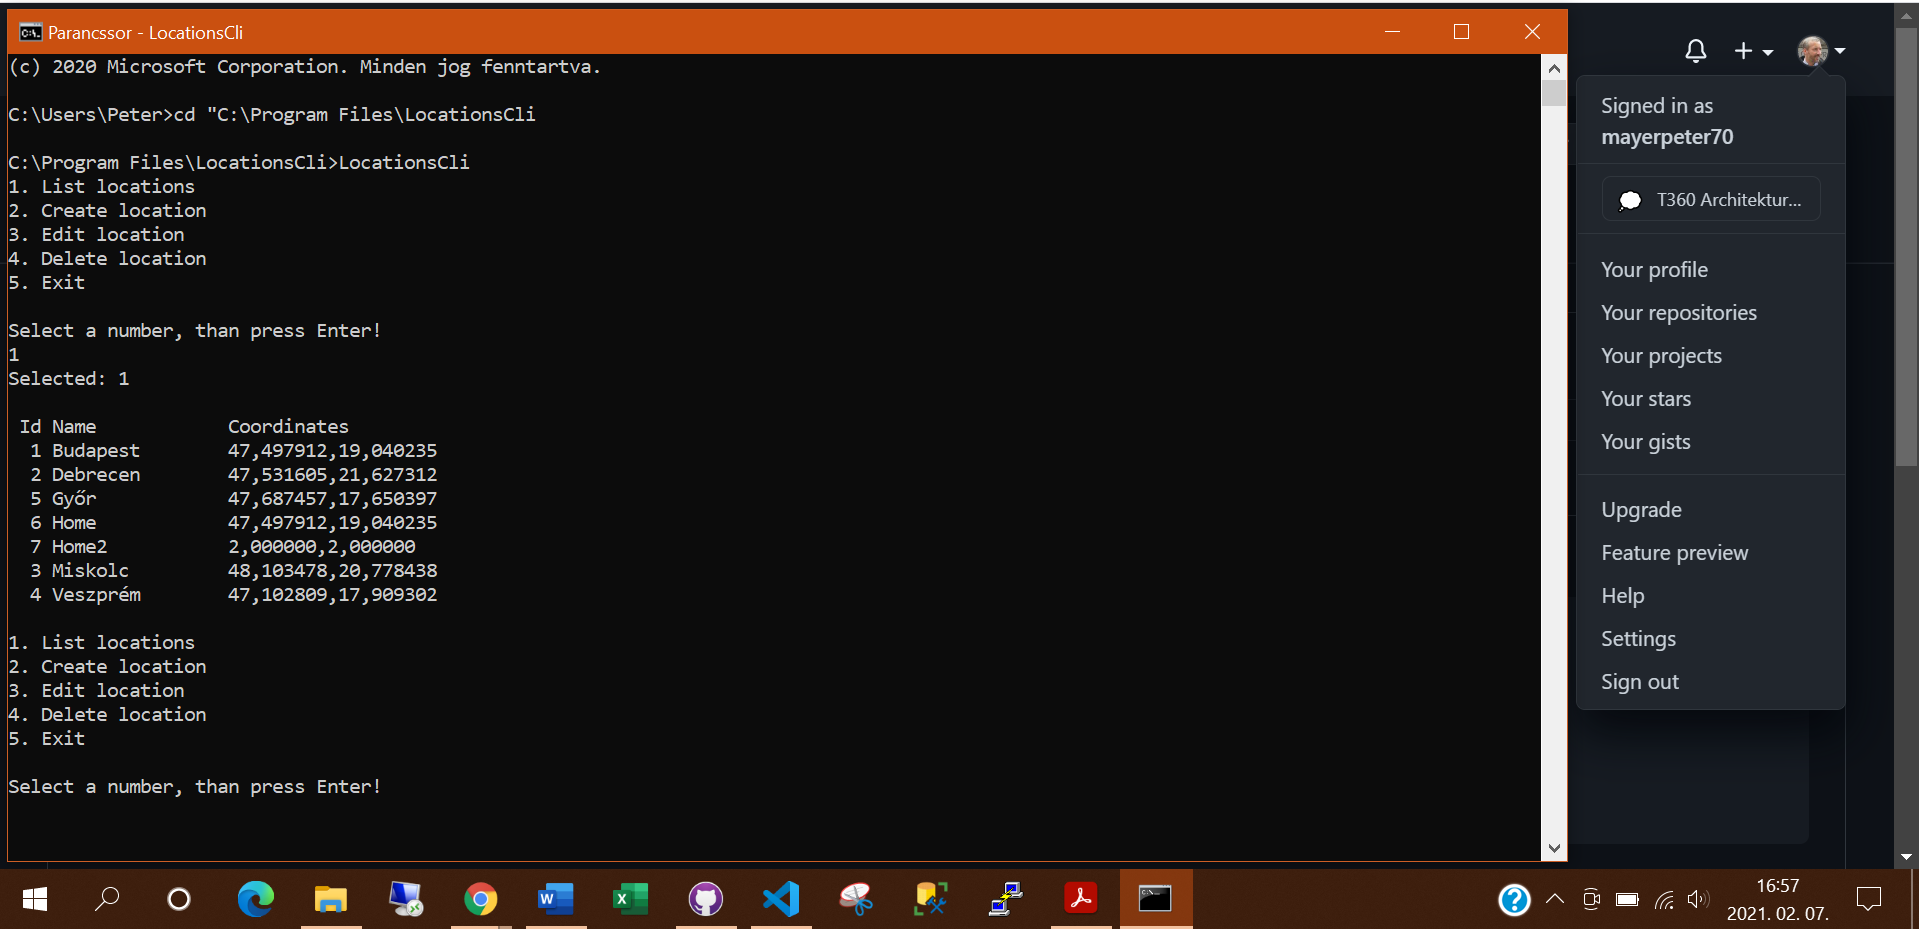 Parancssor - LocationsCli
(c) 2020 Microsoft Corporation. Minden jog fenntartva.
C:\Users\Peter>cd "C:\Program Files\LocationsCli
C:\Program Files\LocationsCli>LocationsCli
1. List locations
2. Create location
3. Edit location
4. Delete location
5. Exit
Select a number, than press Enter!
1
Selected: 1
Id Name Coordinates
1 Budapest 47,497912,19,040235
2 Debrecen 47,531605,21,627312
5 Győr 47,687457,17,650397
6 Home 47,497912,19,040235
7 Home2 2,000000,2,000000
3 Miskolc 48,103478,20,778438
4 Veszprém 47,102809,17,909302
1. List locations
2. Create location
3. Edit location
4. Delete location
5. Exit
Select a number, than press Enter!
Signed in as
mayerpeter70
T360 Architektur...
Your profile
Your repositories
Your projects
Your stars
Your gists
Upgrade
Feature preview
Help
Settings
Sign out
16:57
2021. 02. 07.